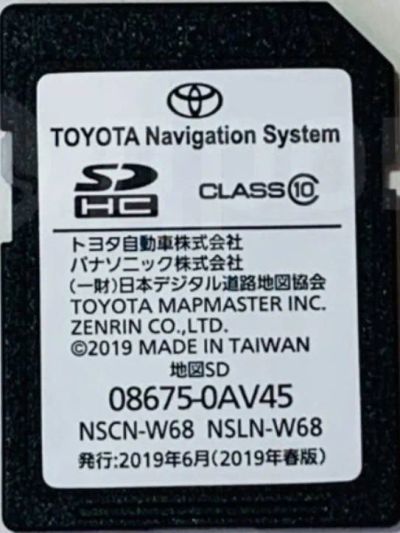 TOYOTA Navigation System
SD HC CLASS 10
トヨタ自動車株式会社
パナソニック株式会社
(一財)日本デジタル道路地図協会
TOYOTA MAPMASTER INC.
ZENRIN CO.,LTD.
©2019 MADE IN TAIWAN
地図SD
08675-0AV45
NSCN-W68 NSLN-W68
発行:2019年6月(2019年春版)